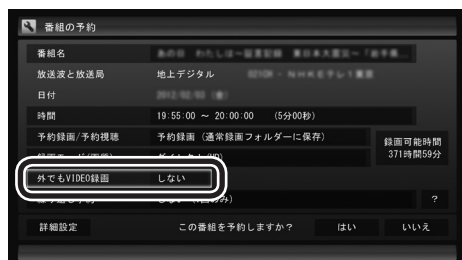 番組の予約
番組名
放送波と放送局 地上デジタル
日付 2012/02/03 (金)
時間 19:55:00 ～ 20:00:00 (5分00秒)
予約録画/予約視聴 予約録画（通常録画フォルダーに保存）
録画可能時間
371時間59分
外でもVIDEO録画 しない
?
詳細設定 この番組を予約しますか？ はい いいえ